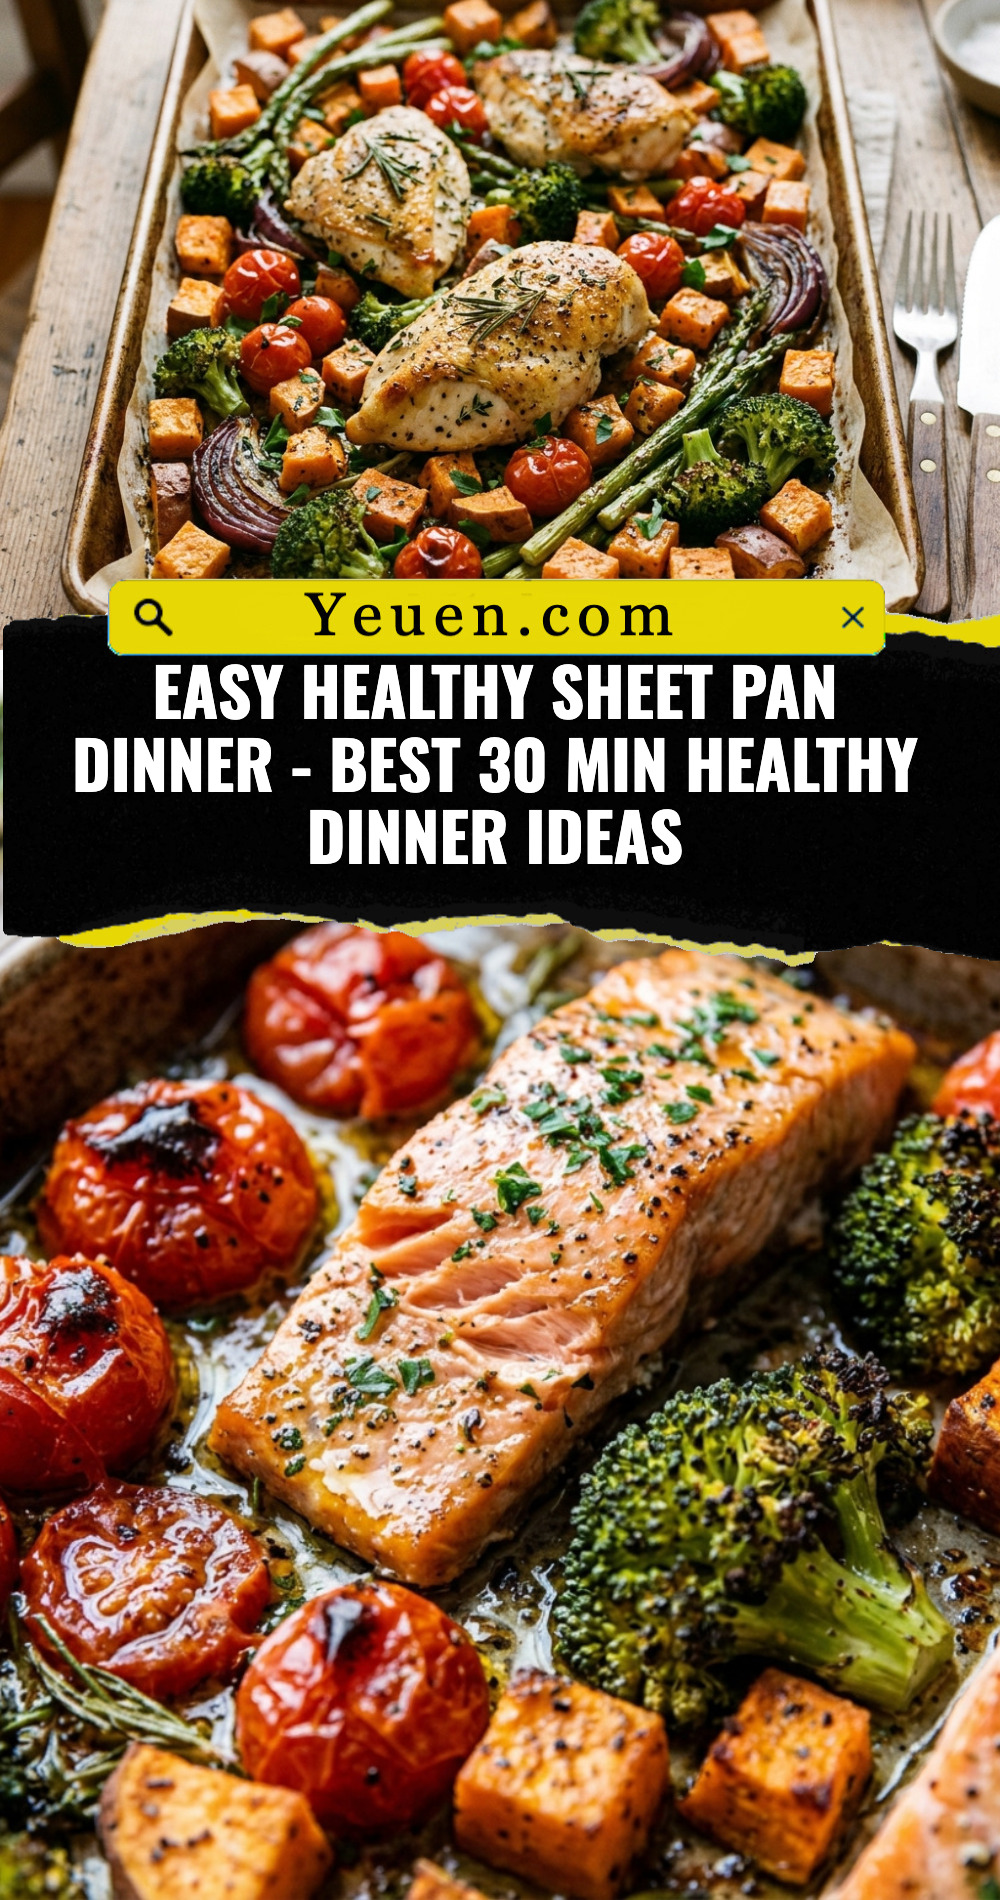 Yeuen.com
EASY HEALTHY SHEET PAN
DINNER - BEST 30 MIN HEALTHY
DINNER IDEAS